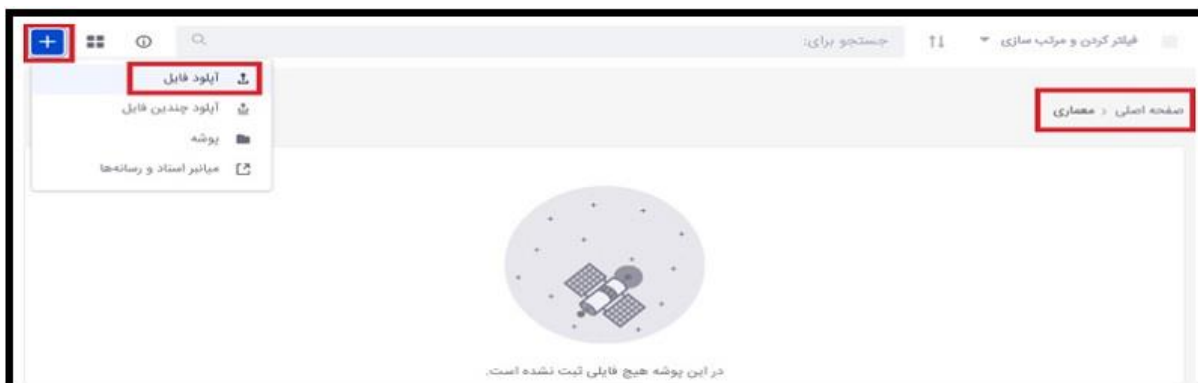 فیلتر کردن و مرتب سازی
جستجو برای:
صفحه اصلی › معماری
آپلود فایل
آپلود چندین فایل
پوشه
میانبر اسناد و رسانه‌ها
در این پوشه هیچ فایلی ثبت نشده است.